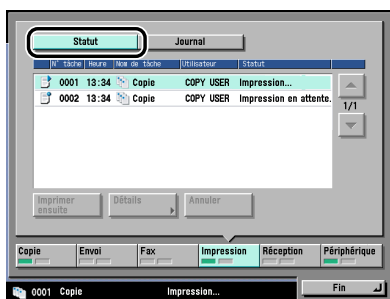 Statut Journal
N° tâche Heure Nom de tâche Utilisateur Statut
0001 13:34 Copie COPY USER Impression...
0002 13:34 Copie COPY USER Impression en attente.
1/1
Imprimer ensuite Détails Annuler
Copie Envoi Fax Impression Réception Périphérique
0001 Copie Impression... Fin